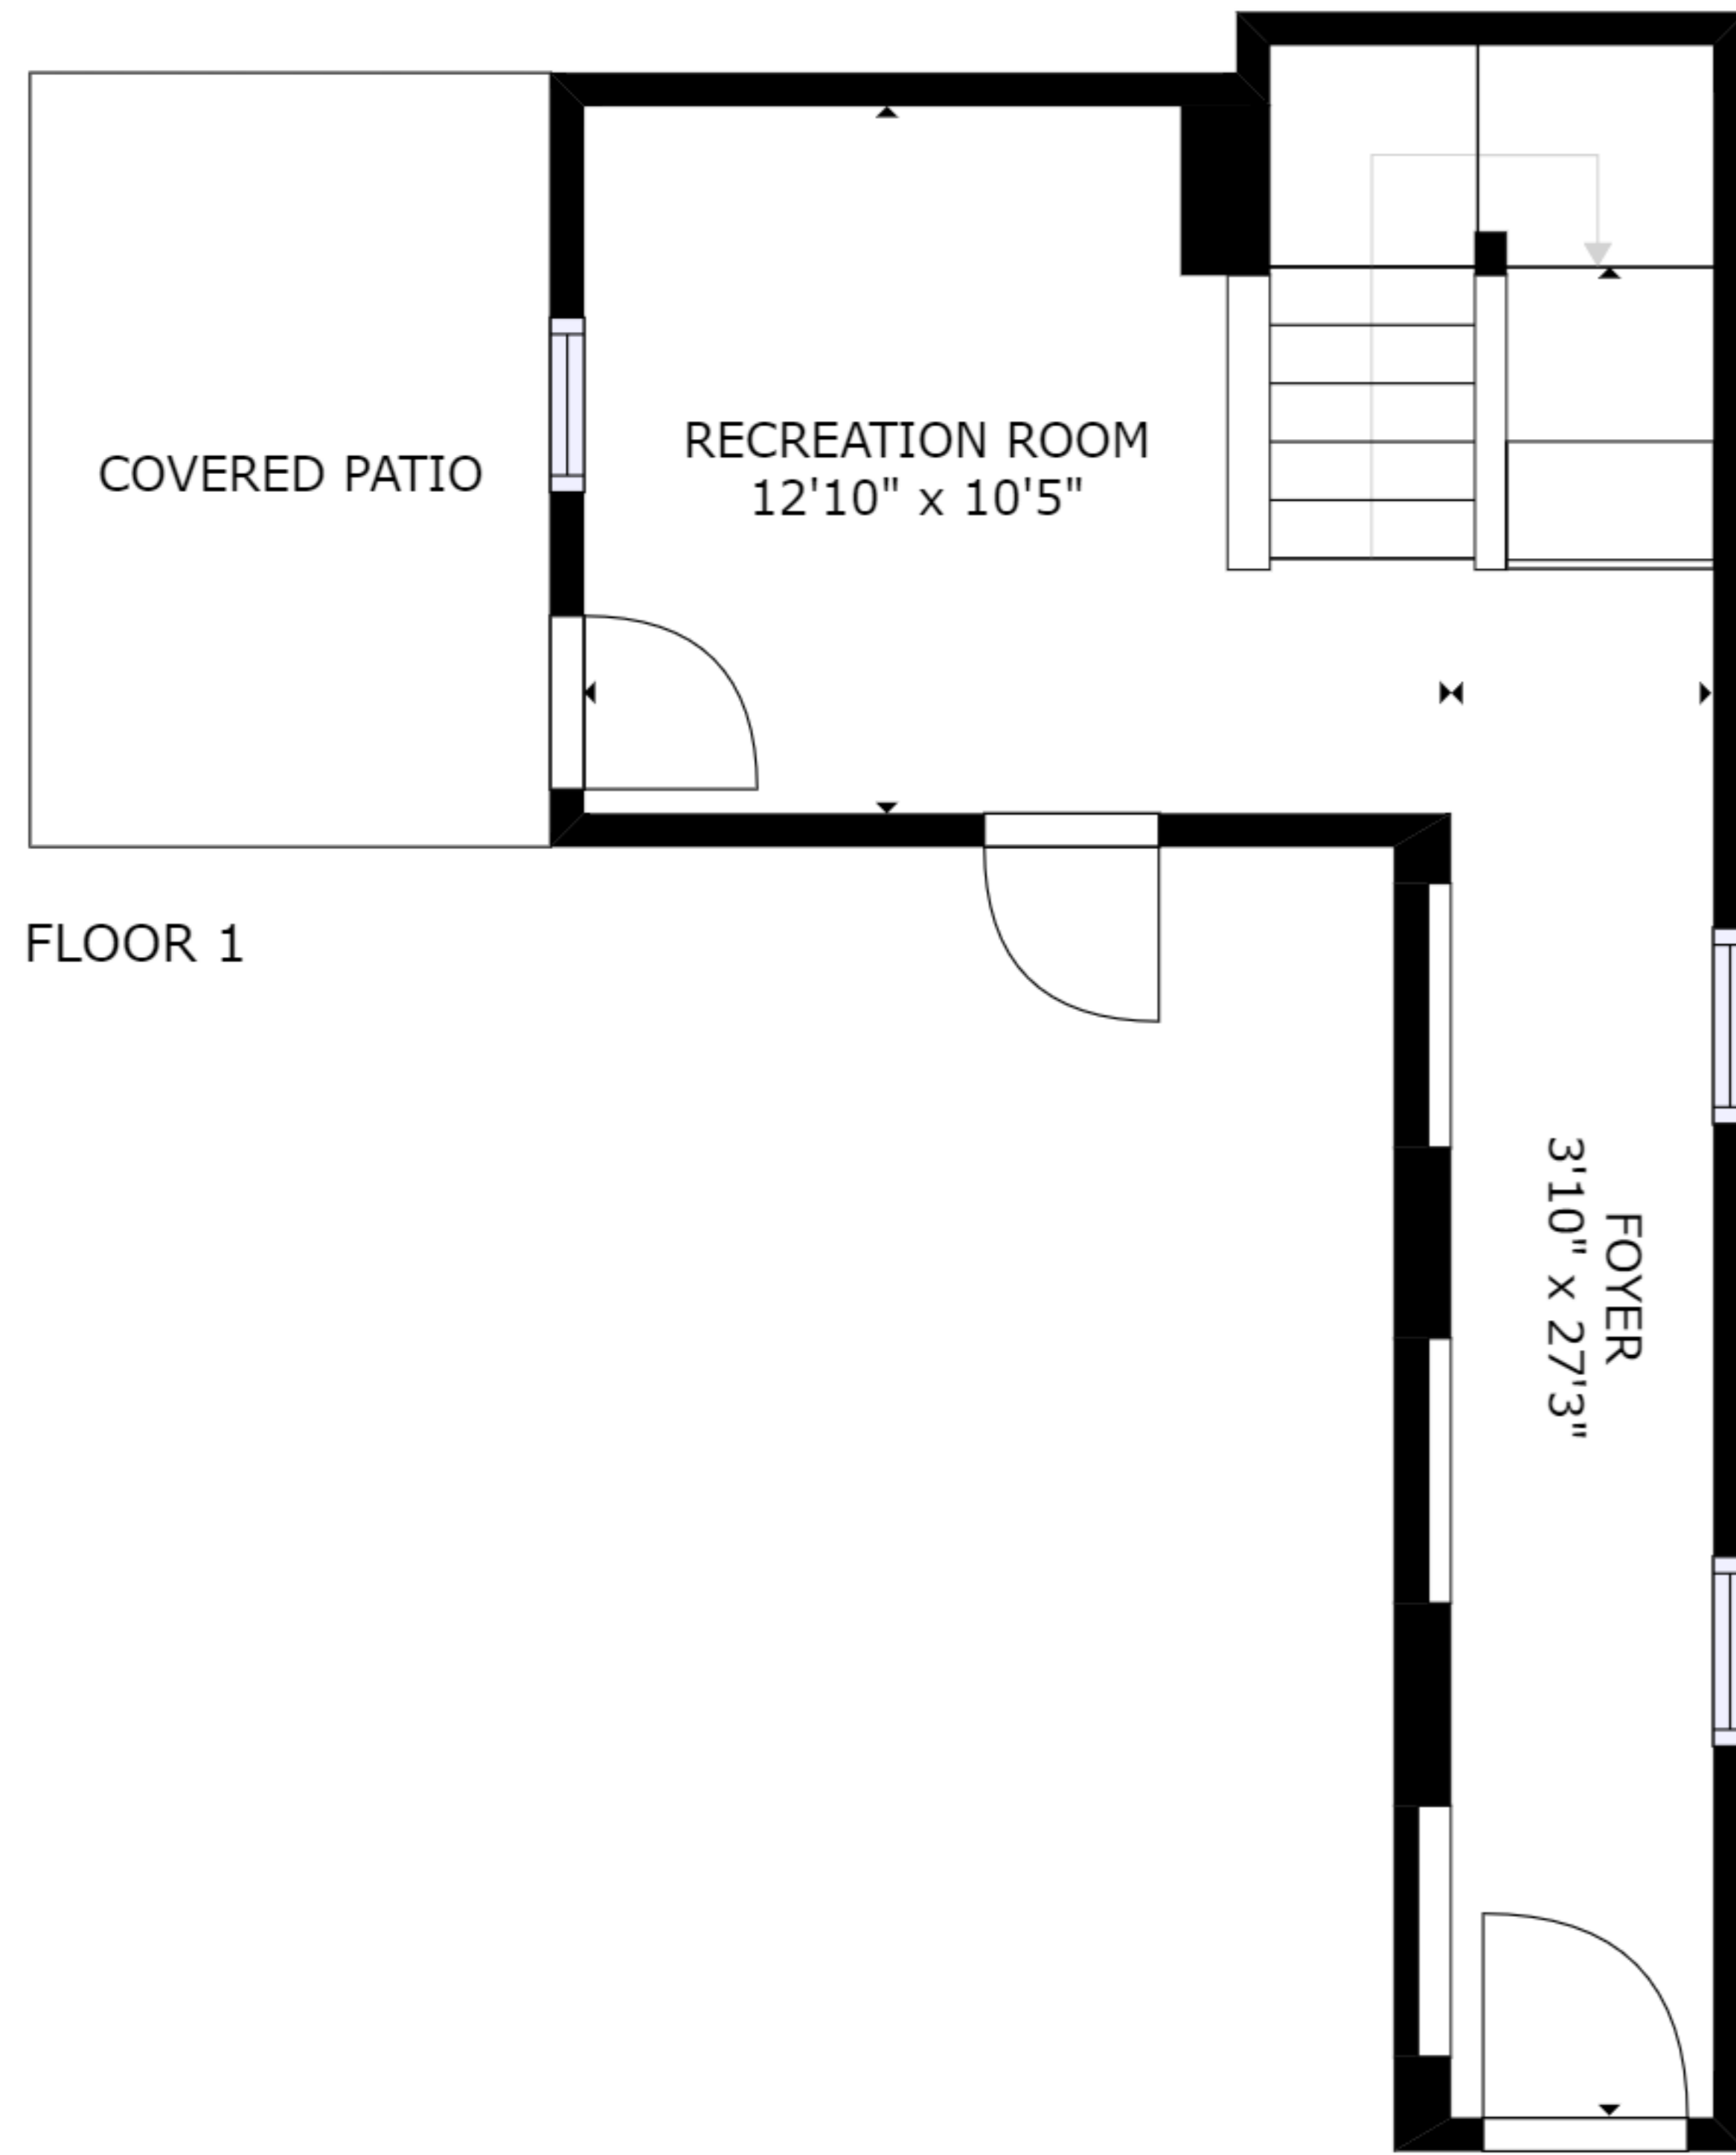 COVERED PATIO
RECREATION ROOM
12'10" x 10'5"
FLOOR 1
FOYER
3'10" x 27'3"